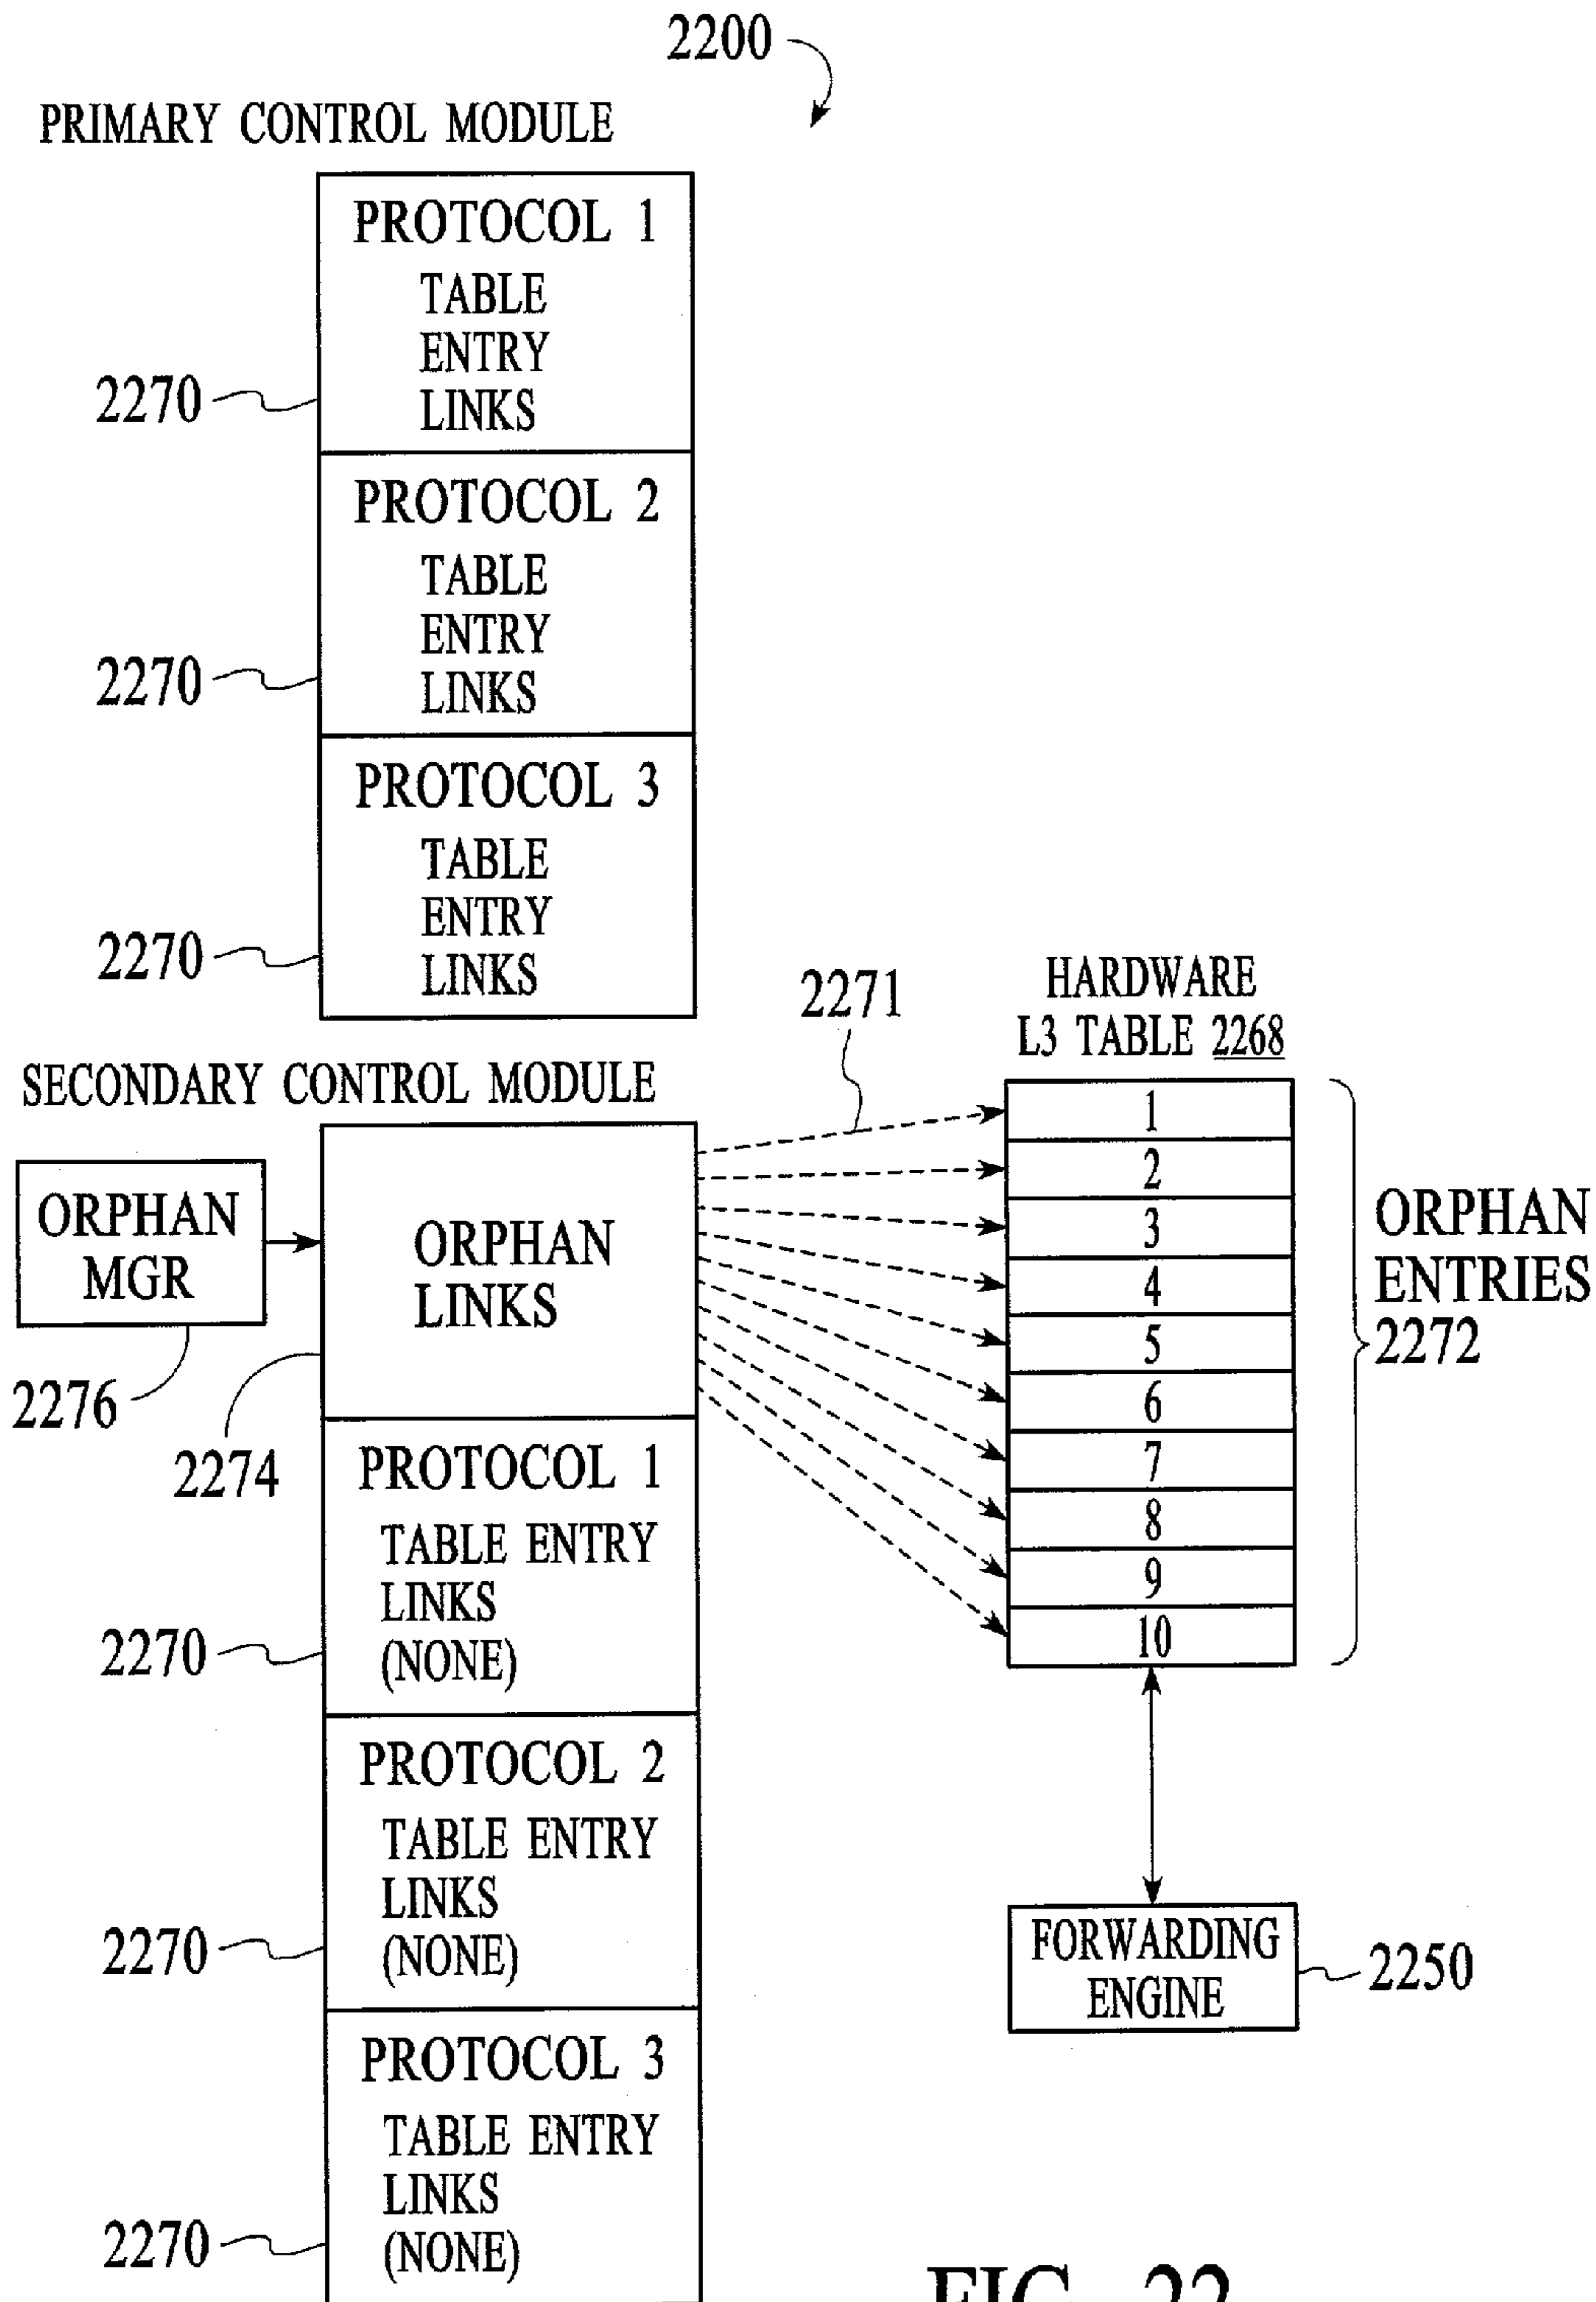 2200
PRIMARY CONTROL MODULE
PROTOCOL 1
TABLE
ENTRY
LINKS
2270
PROTOCOL 2
TABLE
ENTRY
LINKS
2270
PROTOCOL 3
TABLE
ENTRY
LINKS
2270
2271
HARDWARE
L3 TABLE 2268
SECONDARY CONTROL MODULE
ORPHAN
MGR
2276
ORPHAN
LINKS
2274
1
2
3
4
5
6
7
8
9
10
ORPHAN
ENTRIES
2272
PROTOCOL 1
TABLE ENTRY
LINKS
(NONE)
2270
PROTOCOL 2
TABLE ENTRY
LINKS
(NONE)
2270
FORWARDING
ENGINE
2250
PROTOCOL 3
TABLE ENTRY
LINKS
(NONE)
2270
FIG. 22